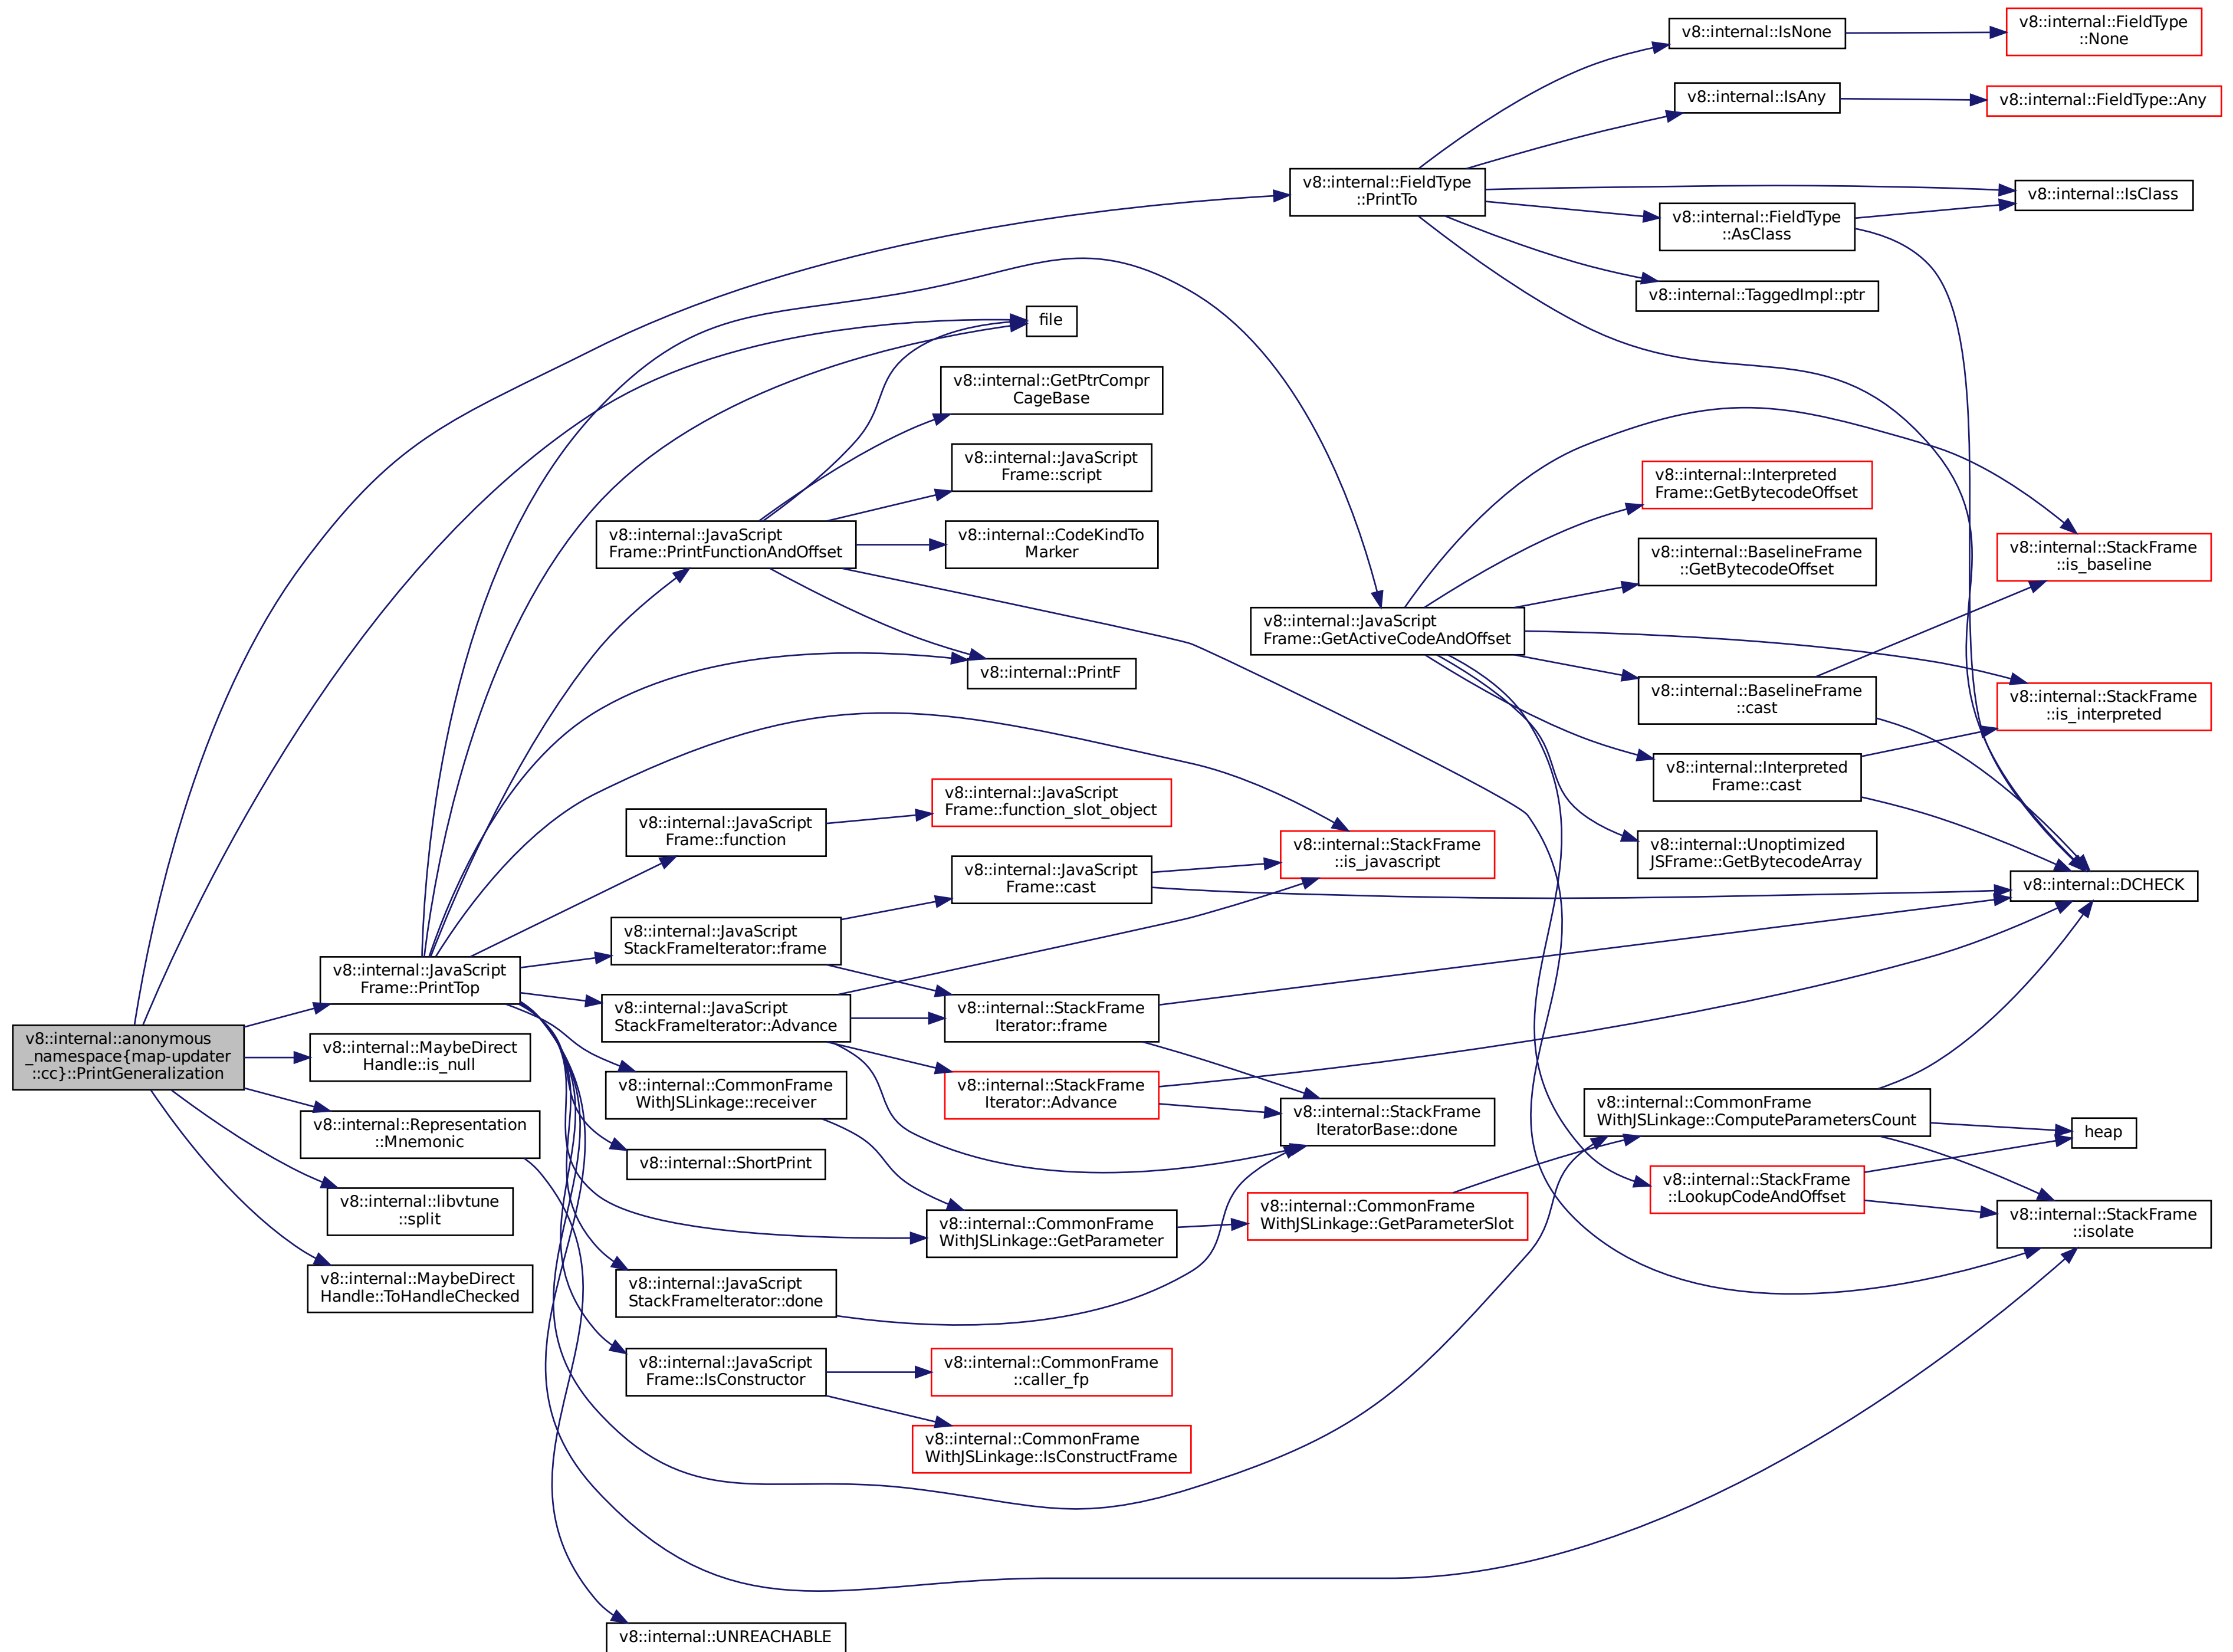 v8::internal::anonymous
_namespace{map-updater
::cc}::PrintGeneralization
v8::internal::JavaScript
Frame::PrintTop
v8::internal::MaybeDirect
Handle::is_null
v8::internal::Representation
::Mnemonic
v8::internal::libvtune
::split
v8::internal::MaybeDirect
Handle::ToHandleChecked
v8::internal::JavaScript
Frame::PrintFunctionAndOffset
v8::internal::JavaScript
Frame::function
v8::internal::JavaScript
StackFrameIterator::frame
v8::internal::JavaScript
StackFrameIterator::Advance
v8::internal::CommonFrame
WithJSLinkage::receiver
v8::internal::ShortPrint
v8::internal::JavaScript
StackFrameIterator::done
v8::internal::JavaScript
Frame::IsConstructor
v8::internal::UNREACHABLE
file
v8::internal::GetPtrCompr
CageBase
v8::internal::JavaScript
Frame::script
v8::internal::CodeKindTo
Marker
v8::internal::PrintF
v8::internal::JavaScript
Frame::function_slot_object
v8::internal::JavaScript
Frame::cast
v8::internal::StackFrame
Iterator::frame
v8::internal::StackFrame
Iterator::Advance
v8::internal::CommonFrame
WithJSLinkage::GetParameter
v8::internal::CommonFrame
::caller_fp
v8::internal::CommonFrame
WithJSLinkage::IsConstructFrame
v8::internal::FieldType
::PrintTo
v8::internal::JavaScript
Frame::GetActiveCodeAndOffset
v8::internal::StackFrame
::is_javascript
v8::internal::StackFrame
IteratorBase::done
v8::internal::CommonFrame
WithJSLinkage::GetParameterSlot
v8::internal::IsNone
v8::internal::IsAny
v8::internal::FieldType
::AsClass
v8::internal::TaggedImpl::ptr
v8::internal::Interpreted
Frame::GetBytecodeOffset
v8::internal::BaselineFrame
::GetBytecodeOffset
v8::internal::BaselineFrame
::cast
v8::internal::Interpreted
Frame::cast
v8::internal::Unoptimized
JSFrame::GetBytecodeArray
v8::internal::CommonFrame
WithJSLinkage::ComputeParametersCount
v8::internal::StackFrame
::LookupCodeAndOffset
v8::internal::FieldType
::None
v8::internal::FieldType::Any
v8::internal::IsClass
v8::internal::StackFrame
::is_baseline
v8::internal::StackFrame
::is_interpreted
v8::internal::DCHECK
heap
v8::internal::StackFrame
::isolate